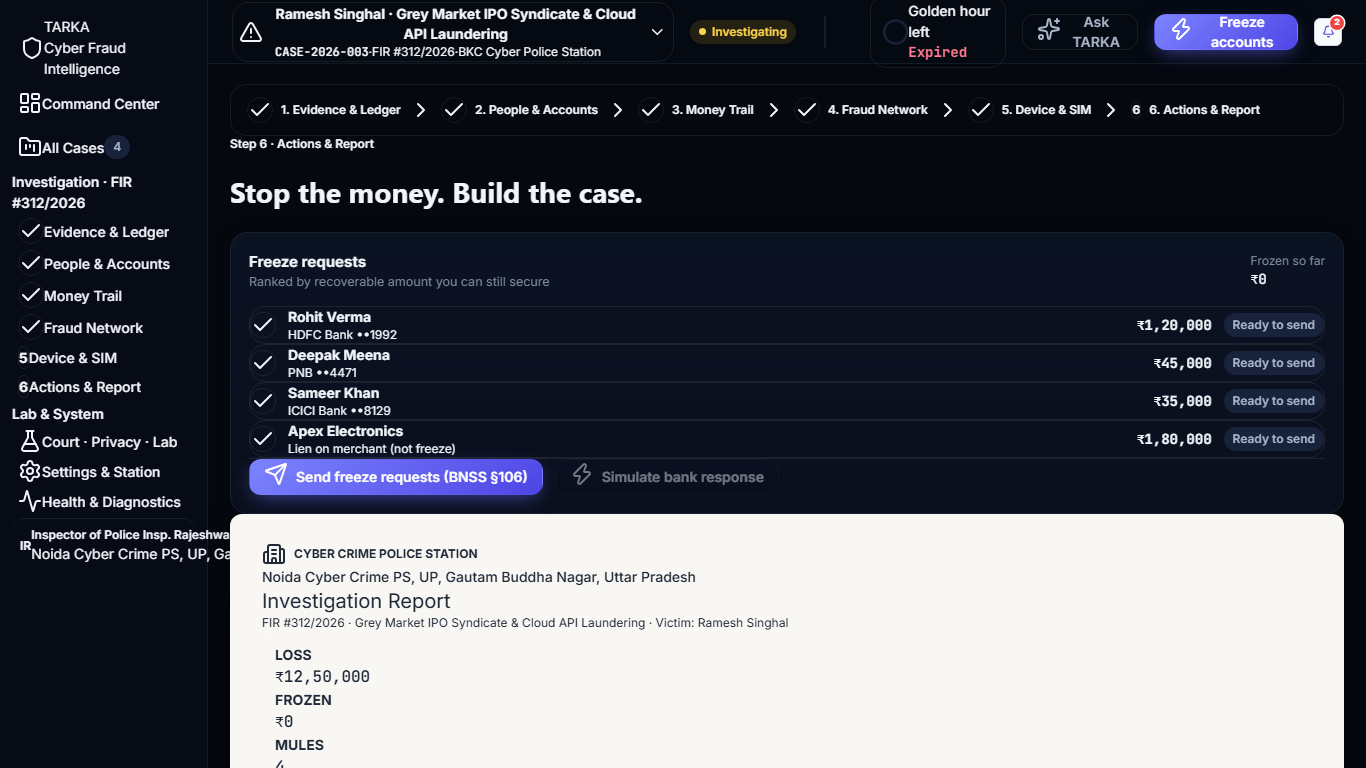 TARKA
Cyber Fraud
Intelligence
Command Center
All Cases 4
Investigation · FIR
#312/2026
Evidence & Ledger
People & Accounts
Money Trail
Fraud Network
5 Device & SIM
6 Actions & Report
Lab & System
Court · Privacy · Lab
Settings & Station
Health & Diagnostics
IR
Inspector of Police Insp. Rajeshwa
Noida Cyber Crime PS, UP, Ga
Ramesh Singhal · Grey Market IPO Syndicate & Cloud
API Laundering
CASE-2026-003·FIR #312/2026·BKC Cyber Police Station
Investigating
Golden hour
left
Expired
Ask
TARKA
Freeze
accounts
2
1. Evidence & Ledger
2. People & Accounts
3. Money Trail
4. Fraud Network
5. Device & SIM
6 6. Actions & Report
Step 6 · Actions & Report
Stop the money. Build the case.
Freeze requests
Ranked by recoverable amount you can still secure
Frozen so far
₹0
Rohit Verma
HDFC Bank ••1992
₹1,20,000 Ready to send
Deepak Meena
PNB ••4471
₹45,000 Ready to send
Sameer Khan
ICICI Bank ••8129
₹35,000 Ready to send
Apex Electronics
Lien on merchant (not freeze)
₹1,80,000 Ready to send
Send freeze requests (BNSS §106)
Simulate bank response
CYBER CRIME POLICE STATION
Noida Cyber Crime PS, UP, Gautam Buddha Nagar, Uttar Pradesh
Investigation Report
FIR #312/2026 · Grey Market IPO Syndicate & Cloud API Laundering · Victim: Ramesh Singhal
LOSS
₹12,50,000
FROZEN
₹0
MULES
4